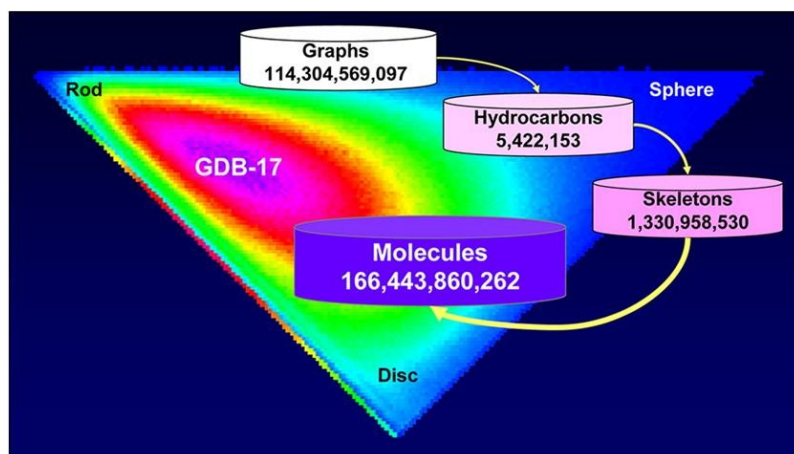 Graphs
114,304,569,097
Rod
Sphere
Hydrocarbons
5,422,153
GDB-17
Skeletons
1,330,958,530
Molecules
166,443,860,262
Disc